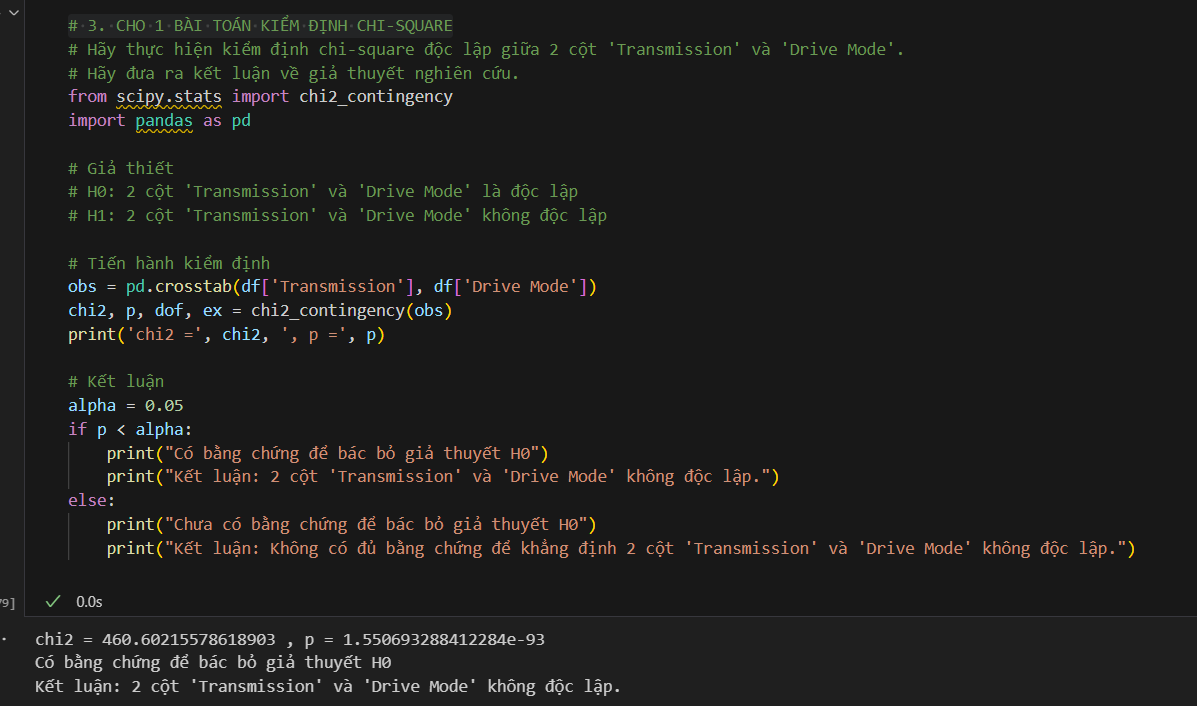 # 3. CHO 1 BÀI TOÁN KIỂM ĐỊNH CHI-SQUARE
# Hãy thực hiện kiểm định chi-square độc lập giữa 2 cột 'Transmission' và 'Drive Mode'.
# Hãy đưa ra kết luận về giả thuyết nghiên cứu.
from scipy.stats import chi2_contingency
import pandas as pd

# Giả thiết
# H0: 2 cột 'Transmission' và 'Drive Mode' là độc lập
# H1: 2 cột 'Transmission' và 'Drive Mode' không độc lập

# Tiến hành kiểm định
obs = pd.crosstab(df['Transmission'], df['Drive Mode'])
chi2, p, dof, ex = chi2_contingency(obs)
print('chi2 =', chi2, ', p =', p)

# Kết luận
alpha = 0.05
if p < alpha:
    print("Có bằng chứng để bác bỏ giả thuyết H0")
    print("Kết luận: 2 cột 'Transmission' và 'Drive Mode' không độc lập.")
else:
    print("Chưa có bằng chứng để bác bỏ giả thuyết H0")
    print("Kết luận: Không có đủ bằng chứng để khẳng định 2 cột 'Transmission' và 'Drive Mode' không độc lập.")
9] ✓ 0.0s
chi2 = 460.60215578618903 , p = 1.550693288412284e-93
Có bằng chứng để bác bỏ giả thuyết H0
Kết luận: 2 cột 'Transmission' và 'Drive Mode' không độc lập.